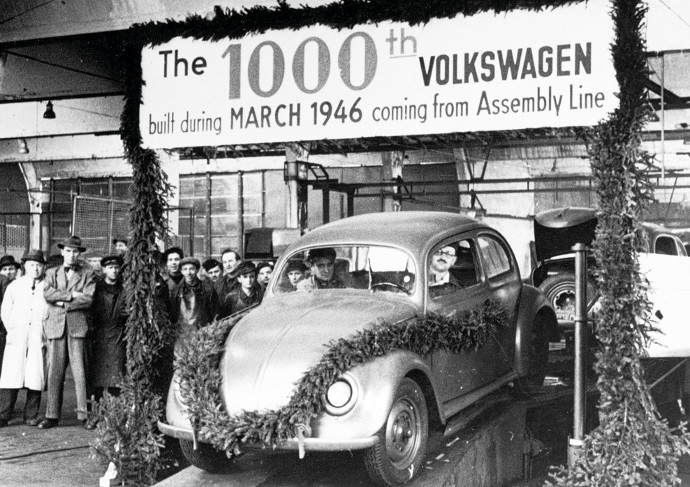 The 1000th VOLKSWAGEN
built during MARCH 1946 coming from Assembly Line